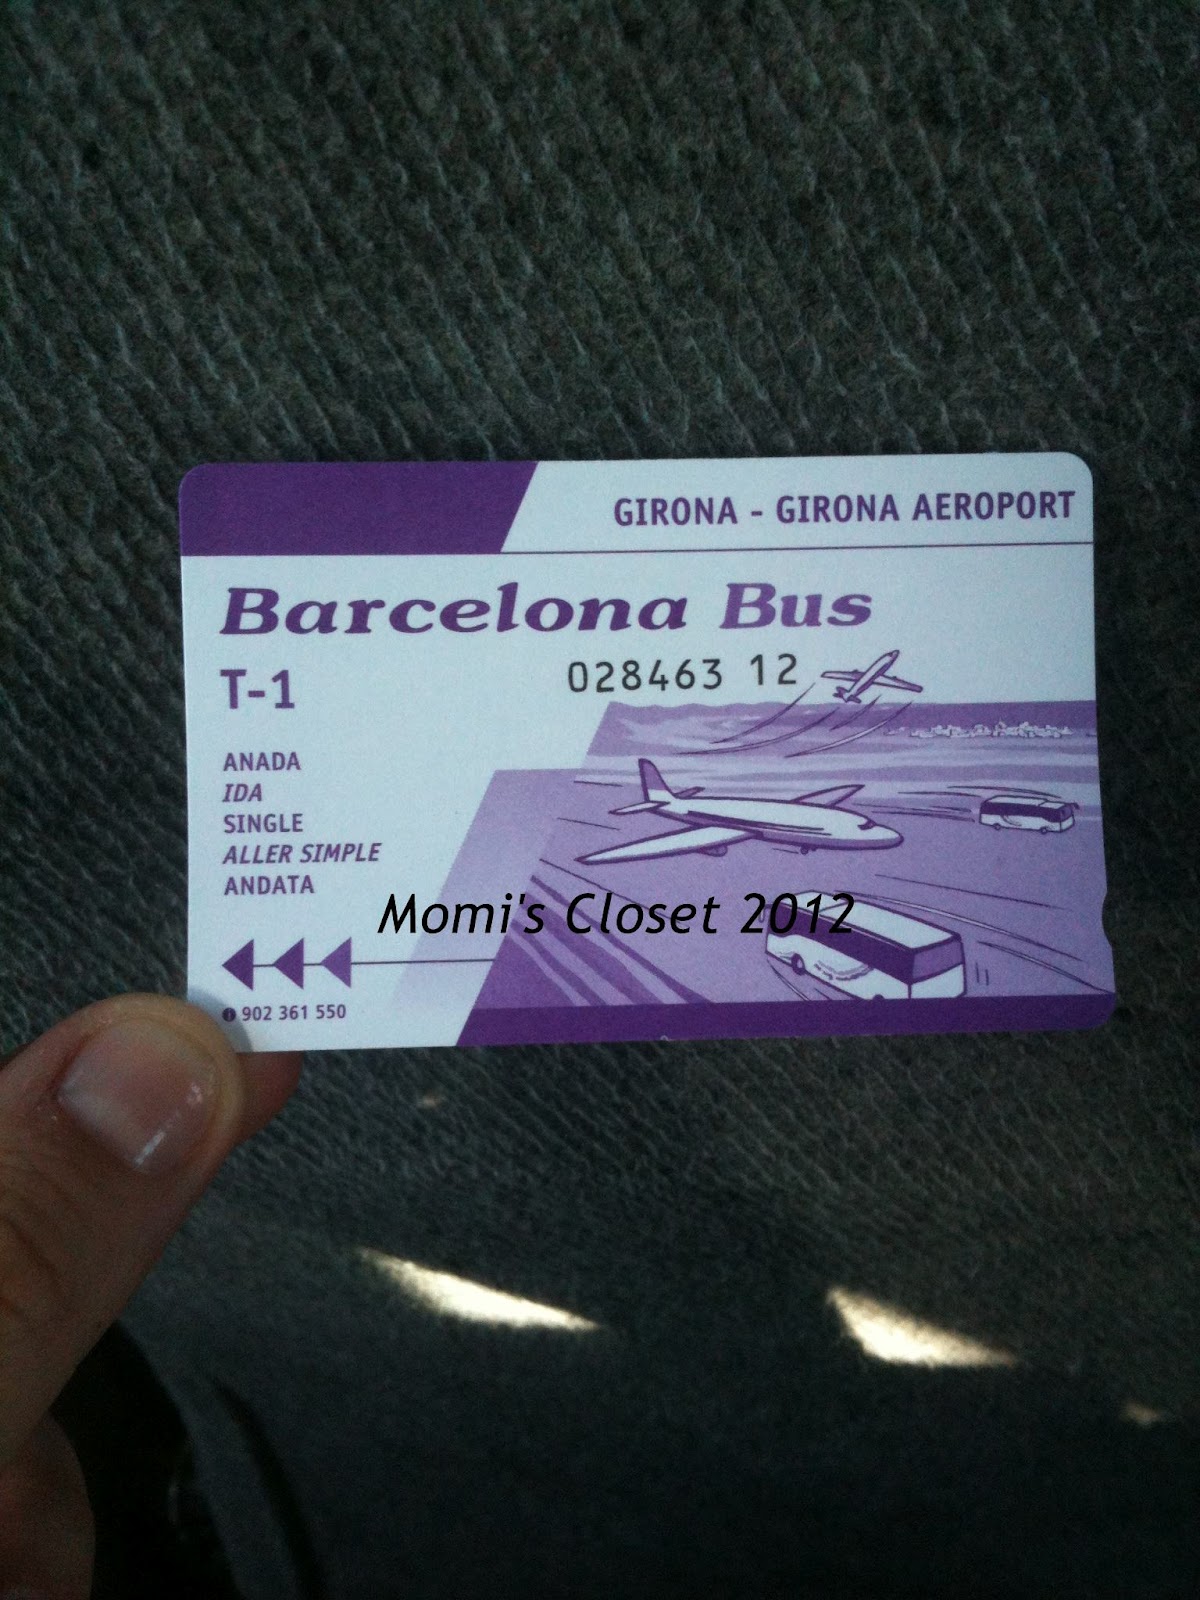 GIRONA - GIRONA AEROPORT
Barcelona Bus
T-1
028463 12
ANADA
IDA
SINGLE
ALLER SIMPLE
ANDATA
Momi's Closet 2012
i 902 361 550